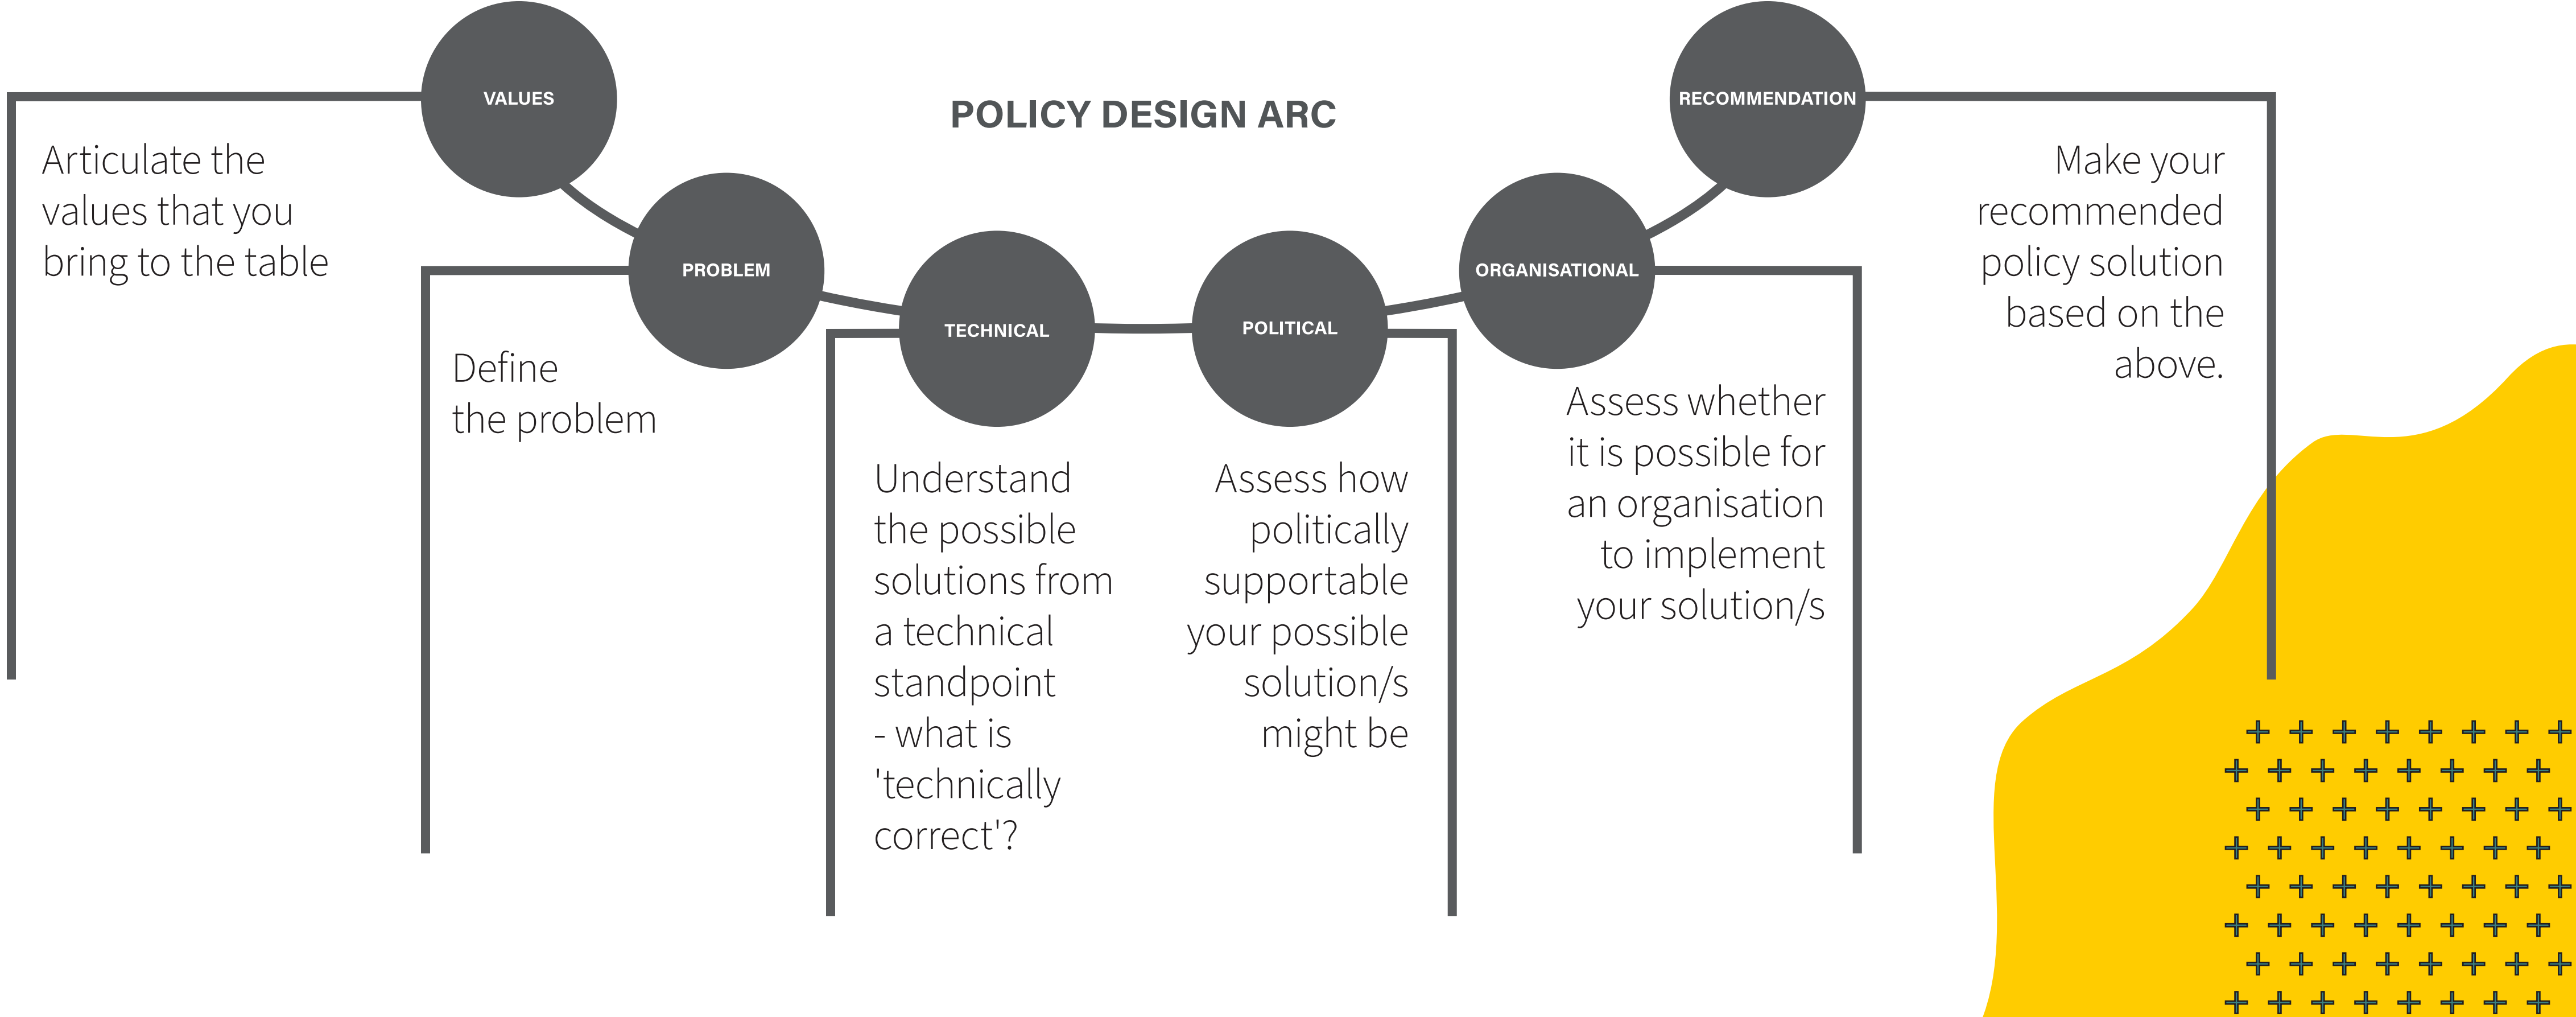 POLICY DESIGN ARC
VALUES
Articulate the
values that you
bring to the table
PROBLEM
Define
the problem
TECHNICAL
Understand
the possible
solutions from
a technical
standpoint
- what is
'technically
correct'?
POLITICAL
Assess how
politically
supportable
your possible
solution/s
might be
ORGANISATIONAL
Assess whether
it is possible for
an organisation
to implement
your solution/s
RECOMMENDATION
Make your
recommended
policy solution
based on the
above.